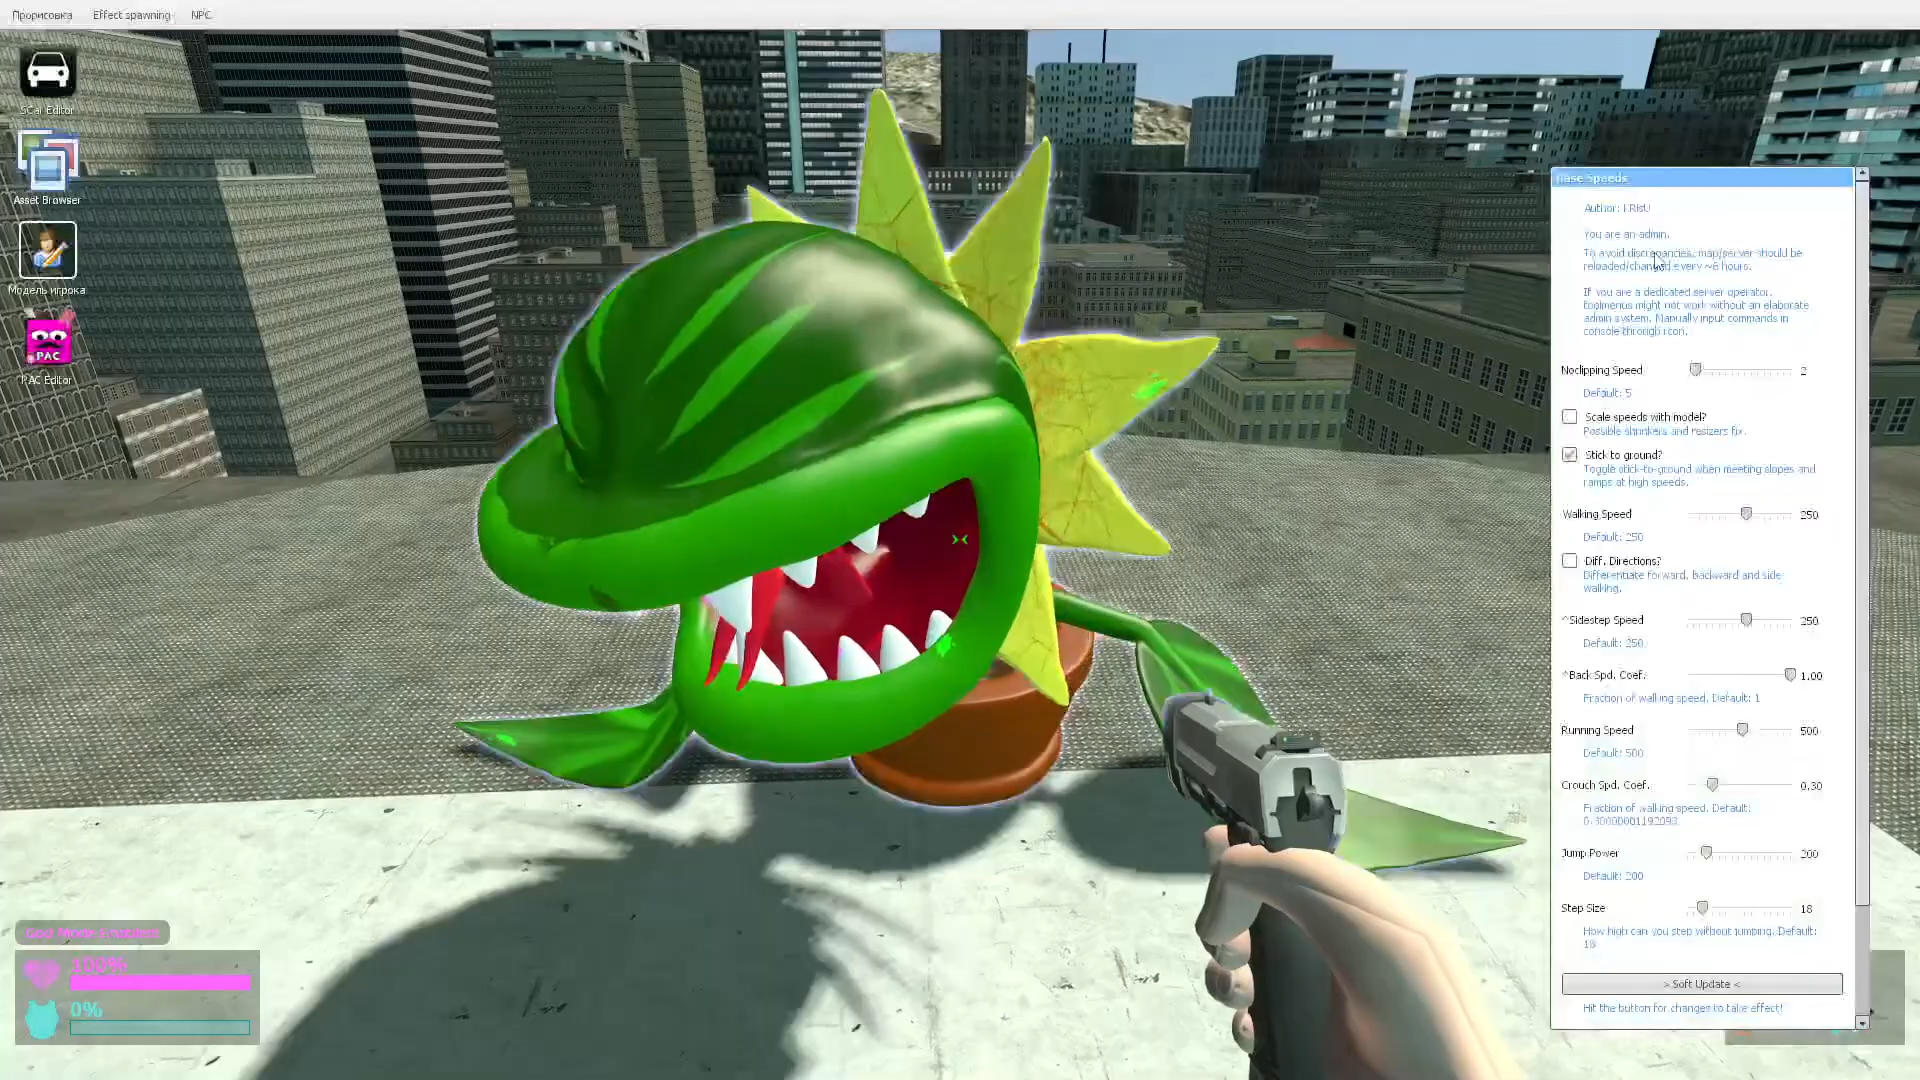 Прорисовка Effect spawning NPC
SCar Editor
Asset Browser
Модель игрока
PAC
PAC Editor
Base Speeds
Author: KRisU
You are an admin.
To avoid discrepancies, map/server should be
reloaded/changed every ~6 hours.
If you are a dedicated server operator,
toolmenus might not work without an elaborate
admin system. Manually input commands in
console through rcon.
Noclipping Speed 2
Default: 5
Scale speeds with model?
Possible shrinkers and resizers fix.
Stick to ground?
Toggle stick-to-ground when meeting slopes and
ramps at high speeds.
Walking Speed 250
Default: 250
Diff. Directions?
Differentiate forward, backward and side
walking.
^Sidestep Speed 250
Default: 250
^Back Spd. Coef. 1.00
Fraction of walking speed. Default: 1
Running Speed 500
Default: 500
Crouch Spd. Coef. 0.30
Fraction of walking speed. Default:
0.30000001192093
Jump Power 200
Default: 200
Step Size 18
How high can you step without jumping. Default:
18
> Soft Update <
Hit the button for changes to take effect!
God Mode Enabled
100%
0%